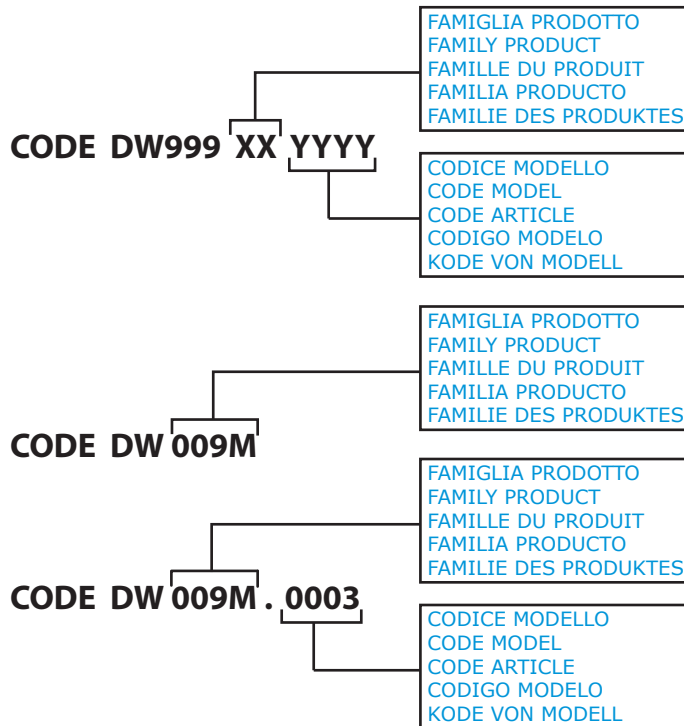 FAMIGLIA PRODOTTO
FAMILY PRODUCT
FAMILLE DU PRODUIT
FAMILIA PRODUCTO
FAMILIE DES PRODUKTES
CODE DW999 XX YYYY
CODICE MODELLO
CODE MODEL
CODE ARTICLE
CODIGO MODELO
KODE VON MODELL
FAMIGLIA PRODOTTO
FAMILY PRODUCT
FAMILLE DU PRODUIT
FAMILIA PRODUCTO
FAMILIE DES PRODUKTES
CODE DW 009M
FAMIGLIA PRODOTTO
FAMILY PRODUCT
FAMILLE DU PRODUIT
FAMILIA PRODUCTO
FAMILIE DES PRODUKTES
CODE DW 009M . 0003
CODICE MODELLO
CODE MODEL
CODE ARTICLE
CODIGO MODELO
KODE VON MODELL